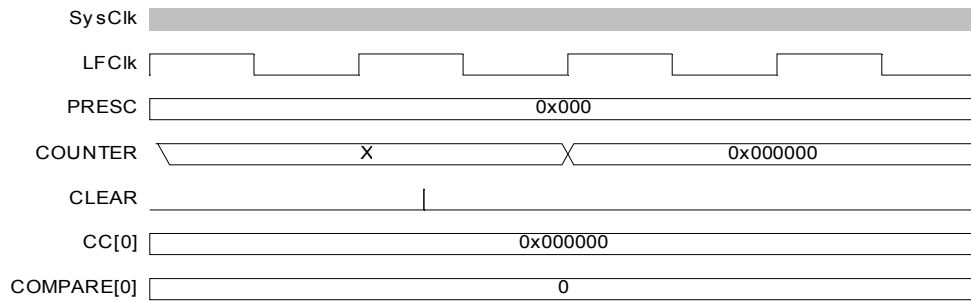 SysClk
LFClk
PRESC 0x000
COUNTER X 0x000000
CLEAR
CC[0] 0x000000
COMPARE[0] 0